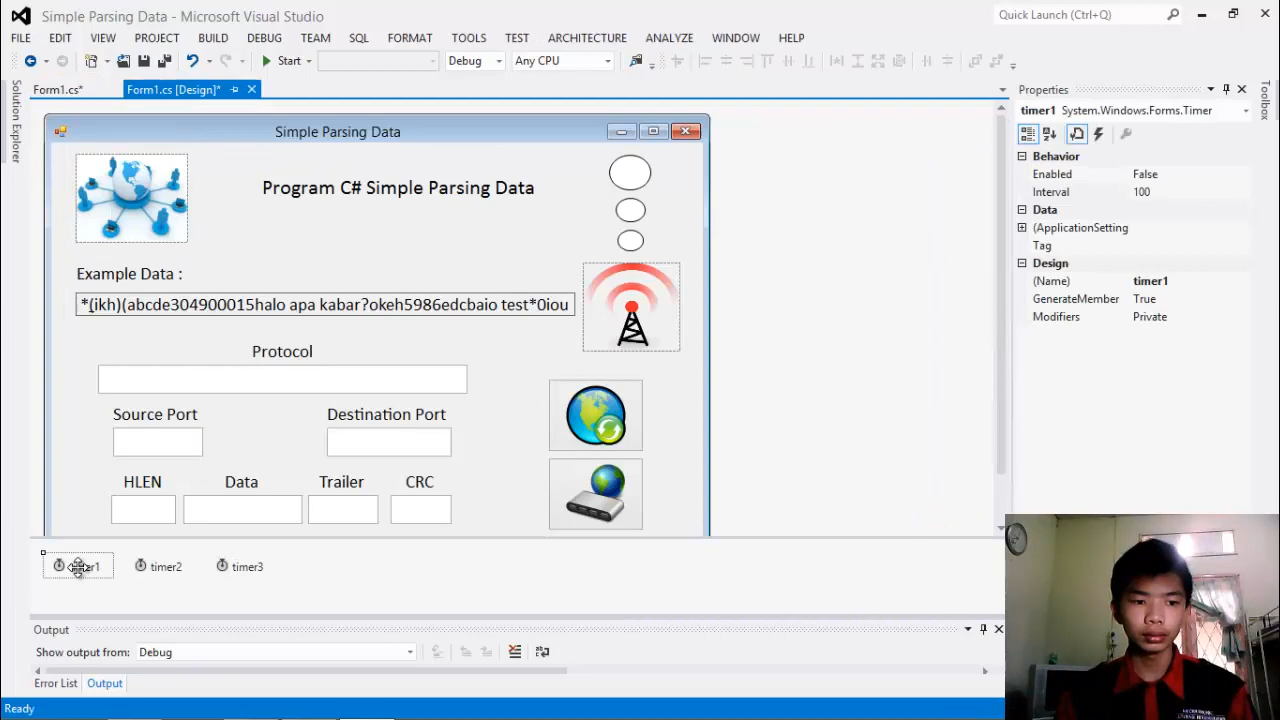 Simple Parsing Data - Microsoft Visual Studio
Quick Launch (Ctrl+Q)
FILE EDIT VIEW PROJECT BUILD DEBUG TEAM SQL FORMAT TOOLS TEST ARCHITECTURE ANALYZE WINDOW HELP
Start Debug Any CPU
Solution Explorer
Form1.cs* Form1.cs [Design]*
Simple Parsing Data
Program C# Simple Parsing Data
Example Data :
*(ikh)(abcde304900015halo apa kabar?okeh5986edcbaio test*0iou
Protocol
Source Port Destination Port
HLEN Data Trailer CRC
timer2 timer3
Output
Show output from: Debug
Error List Output
Ready
Properties
timer1 System.Windows.Forms.Timer
Behavior
Enabled False
Interval 100
Data
(ApplicationSetting
Tag
Design
(Name) timer1
GenerateMember True
Modifiers Private
Toolbox